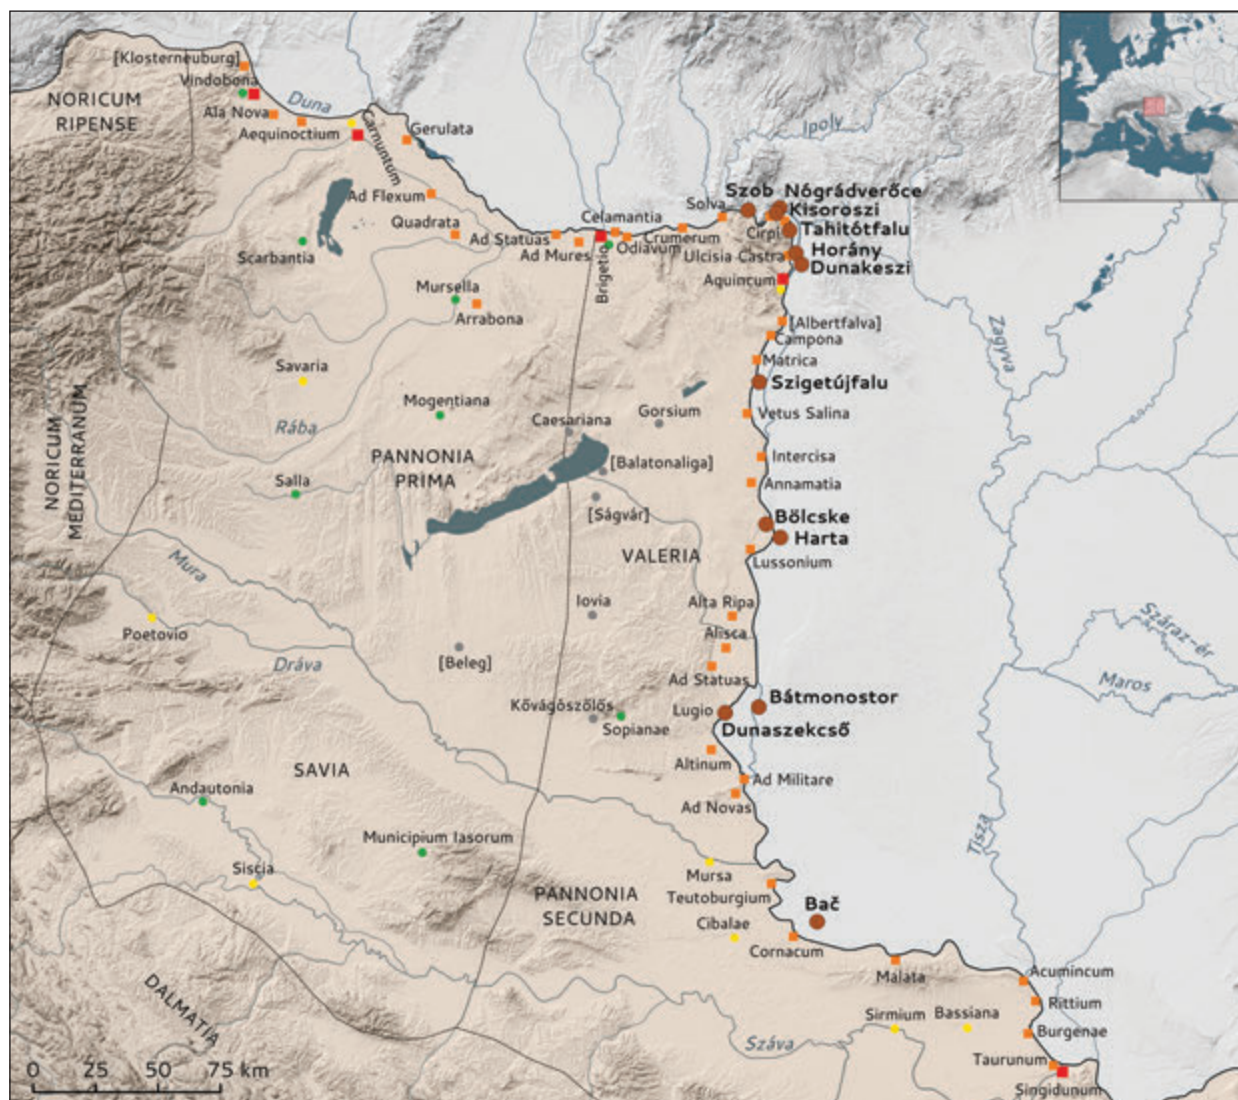 [Klosterneuburg]
Vindobona
NORICUM
RIPENSE
Ala Nova
Duna
Aequinoctium
Carnuntum
Gerulata
Ipoly
Ad Flexum
Quadrata
Scarbantia
Ad Statuas
Ad Mures
Brigetio
Celamantia
Odiavum
Crumerum
Solva
Szob
Nógrádverőce
Kisoroszi
Cirpi
Tahitótfalu
Ulcisia Castra
Horány
Dunakeszi
Aquincum
Mursella
Arrabona
[Albertfalva]
Campona
Matrica
Zagyva
Savaria
Szigetújfalu
Mogentiana
Caesariana
Gorsium
Vetus Salina
NORICUM
MEDITERRANUM
Rába
PANNONIA
PRIMA
[Balatonaliga]
Intercisa
Salla
Annamatia
[Ságvár]
Bölcske
Harta
VALERIA
Lussonium
Mura
Iovia
Alta Ripa
Alisca
Poetovio
Száraz-ér
[Beleg]
Dráva
Ad Statuas
Maros
Bátmonostor
Kővágószőlős
Lugio
Sopianae
Dunaszekcső
SAVIA
Altinum
Ad Militare
Andautonia
Ad Novas
Tisza
Municipium Iasorum
Siscia
Mursa
PANNONIA
SECUNDA
Teutoburgium
Bač
Cibalae
Cornacum
Malata
Acumincum
DALMATIA
Rittium
Sirmium
Bassiana
Burgenae
Száva
Taurunum
Singidunum
0 25 50 75 km